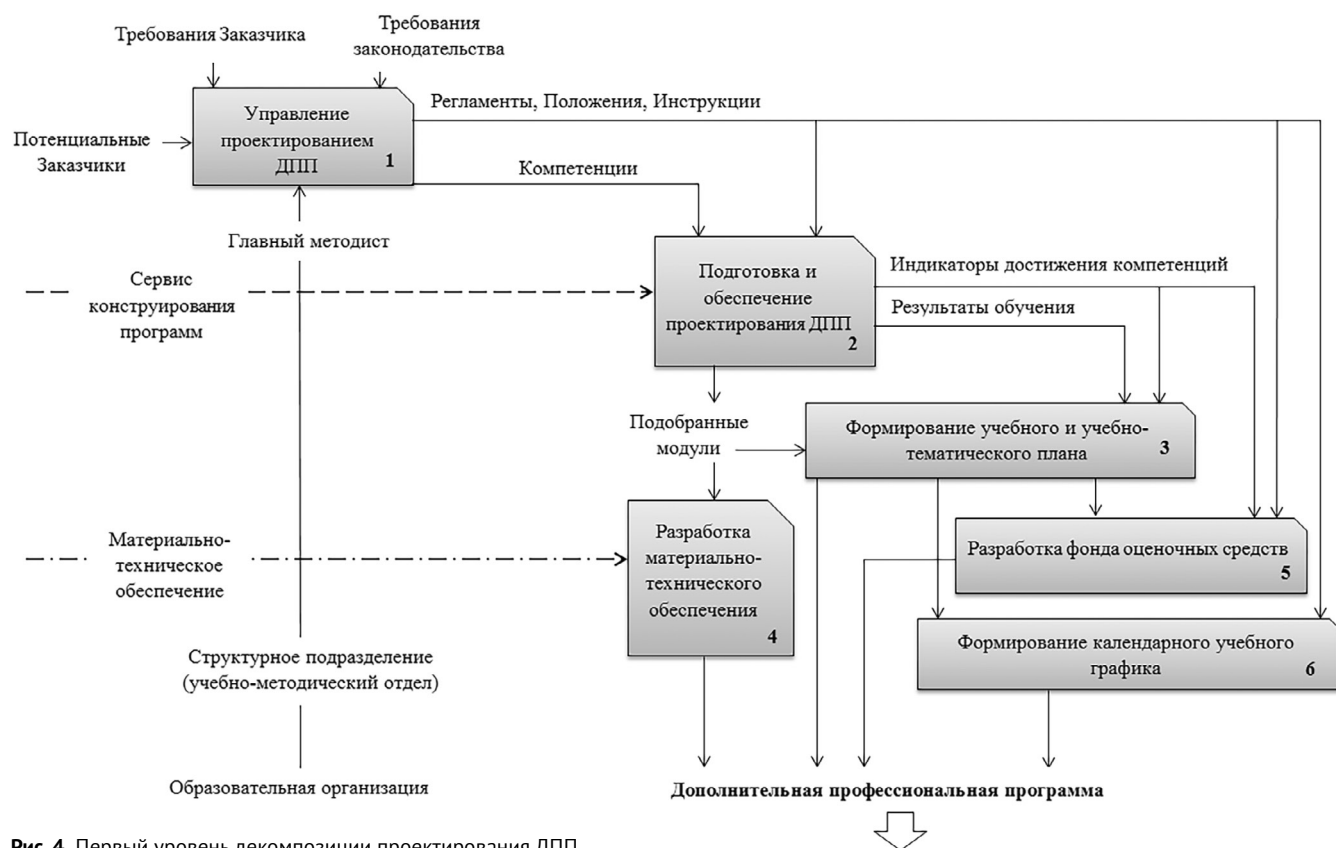 Требования Заказчика
Требования
законодательства
Управление
проектированием
ДПП
1
Регламенты, Положения, Инструкции
Потенциальные
Заказчики
Компетенции
Главный методист
Сервис
конструирования
программ
Подготовка и
обеспечение
проектирования ДПП
2
Индикаторы достижения компетенций
Результаты обучения
Подобранные
модули
Формирование учебного и учебно-
тематического плана
3
Материально-
техническое
обеспечение
Разработка
материально-
технического
обеспечения
4
Разработка фонда оценочных средств
5
Структурное подразделение
(учебно-методический отдел)
Формирование календарного учебного
графика
6
Образовательная организация
Дополнительная профессиональная программа
Рис. 4. Первый уровень декомпозиции проектирования ДПП